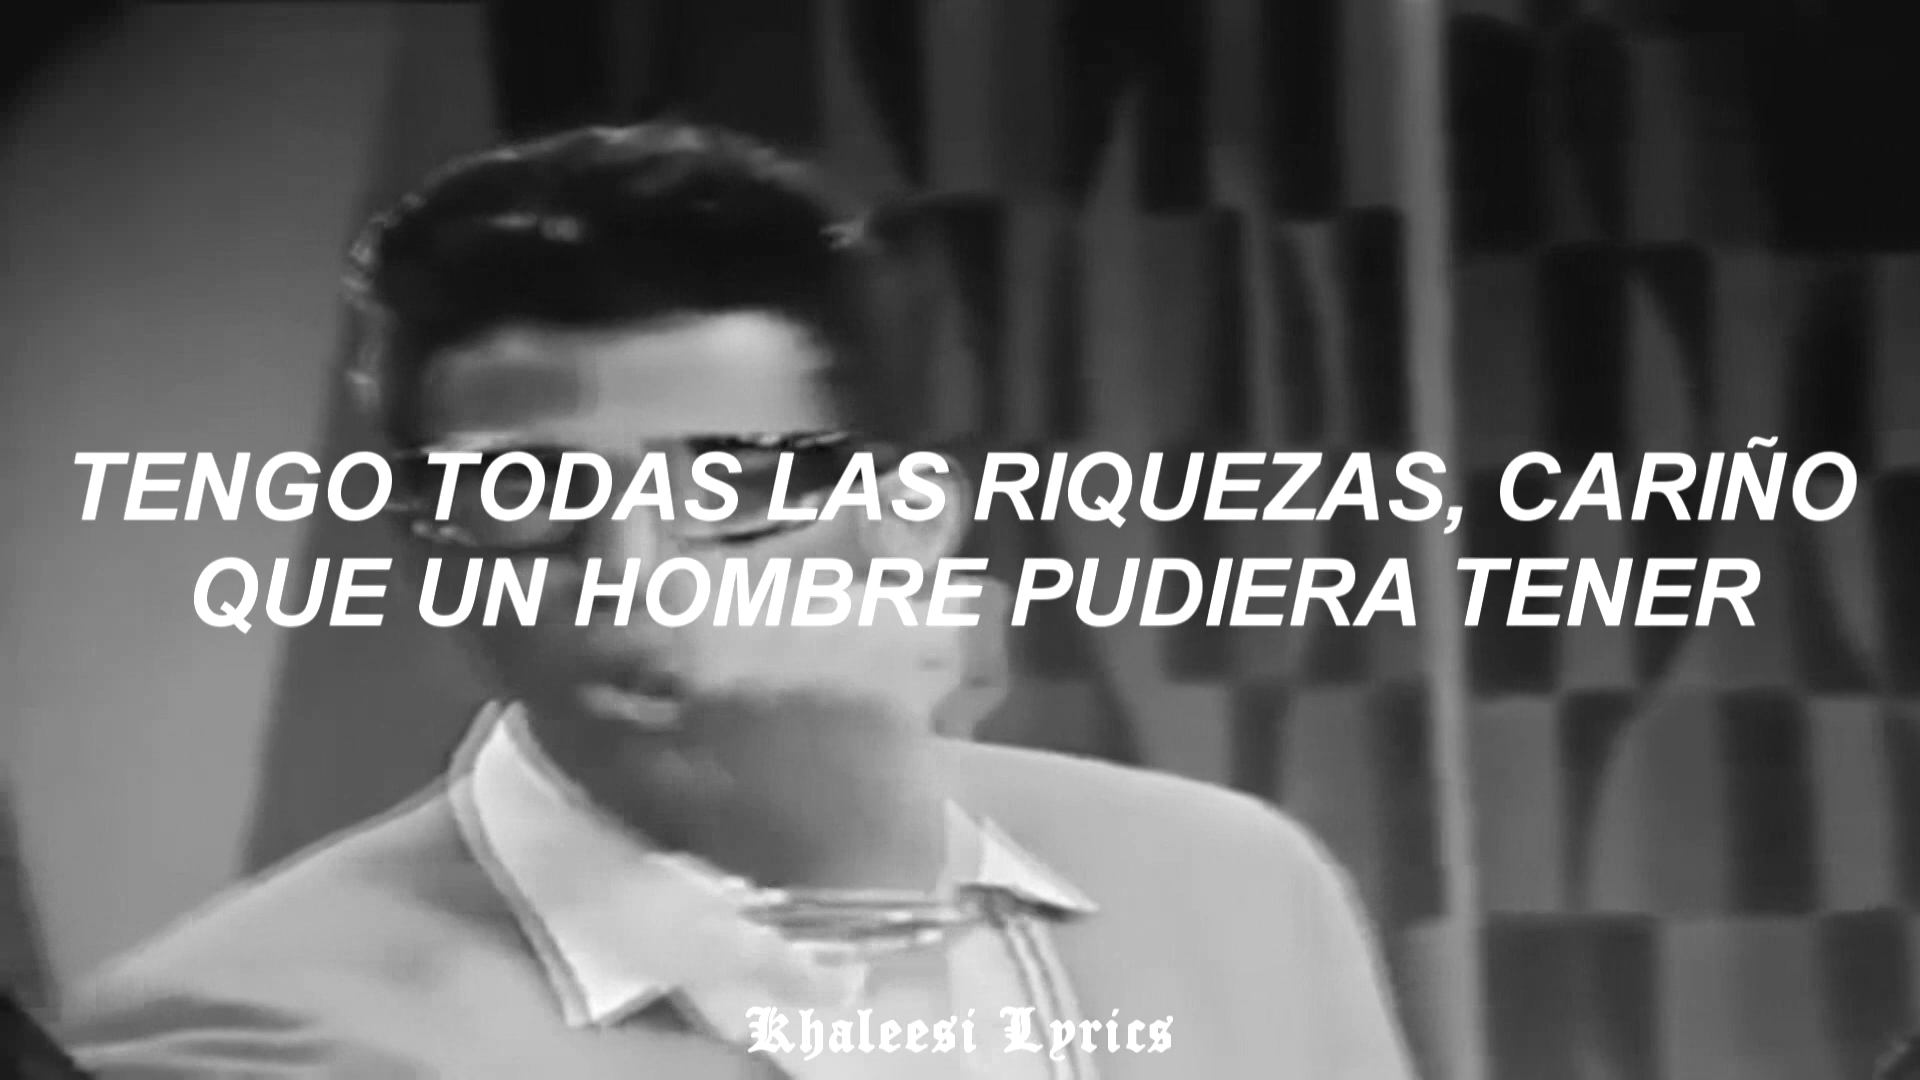 TENGO TODAS LAS RIQUEZAS, CARIÑO
QUE UN HOMBRE PUDIERA TENER
Khaleesi Lyrics